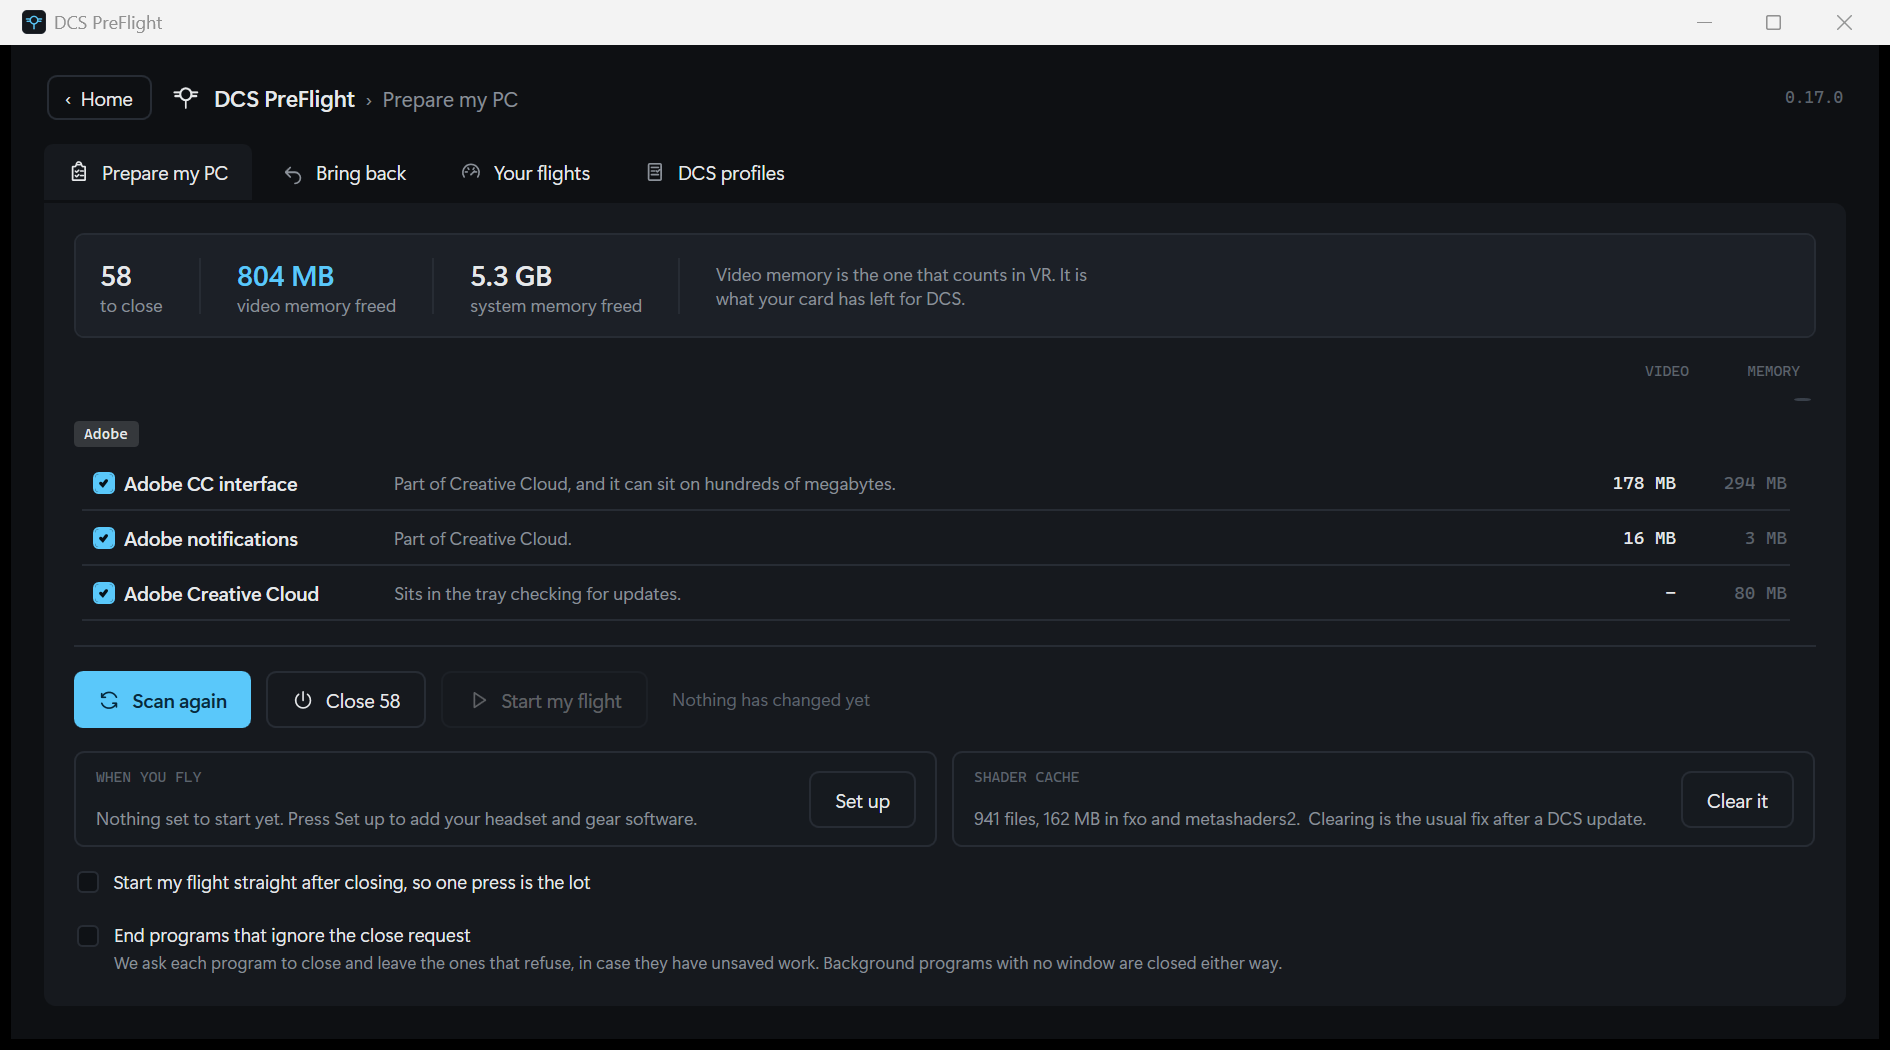 DCS PreFlight
‹ Home
DCS PreFlight › Prepare my PC
0.17.0
Prepare my PC
Bring back
Your flights
DCS profiles
58
to close
804 MB
video memory freed
5.3 GB
system memory freed
Video memory is the one that counts in VR. It is
what your card has left for DCS.
VIDEO MEMORY
Adobe
Adobe CC interface Part of Creative Cloud, and it can sit on hundreds of megabytes. 178 MB 294 MB
Adobe notifications Part of Creative Cloud. 16 MB 3 MB
Adobe Creative Cloud Sits in the tray checking for updates. – 80 MB
Scan again
Close 58
Start my flight
Nothing has changed yet
WHEN YOU FLY
Nothing set to start yet. Press Set up to add your headset and gear software.
Set up
SHADER CACHE
941 files, 162 MB in fxo and metashaders2. Clearing is the usual fix after a DCS update.
Clear it
Start my flight straight after closing, so one press is the lot
End programs that ignore the close request
We ask each program to close and leave the ones that refuse, in case they have unsaved work. Background programs with no window are closed either way.